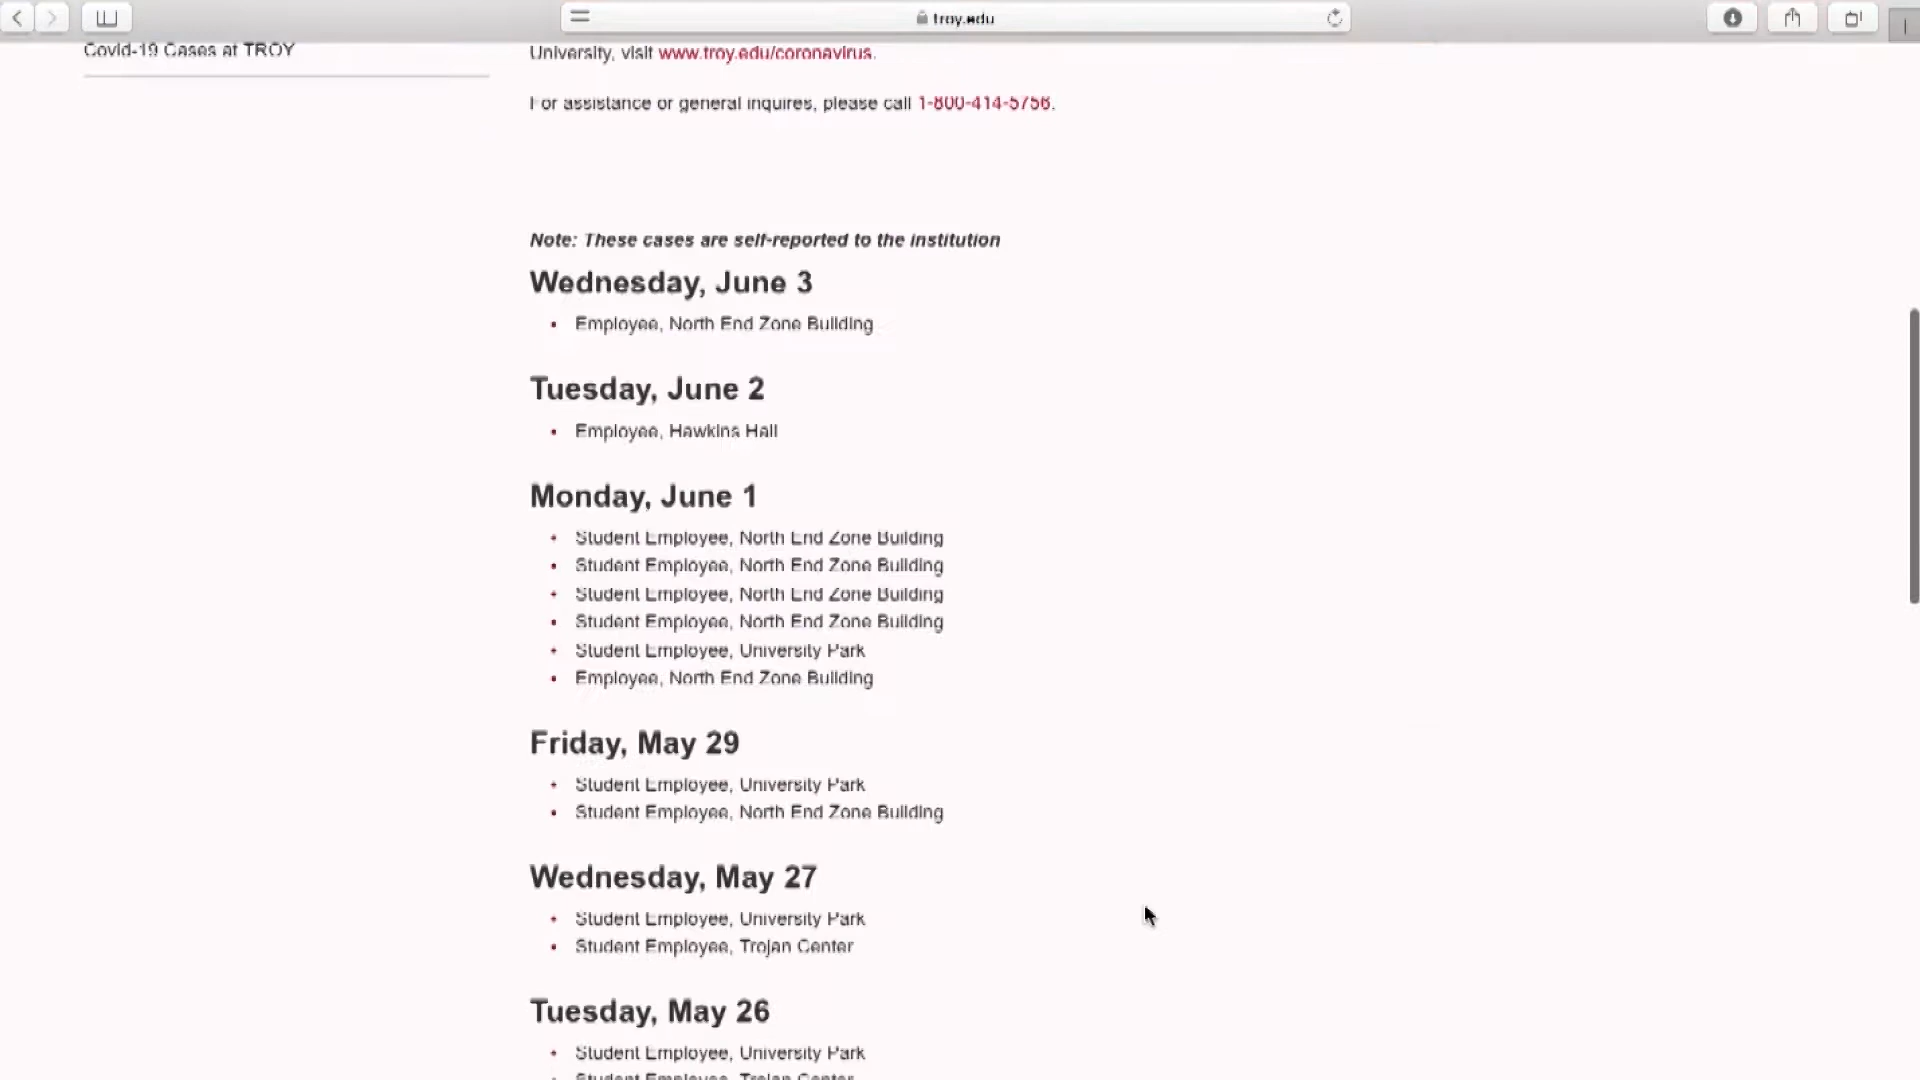 troy.edu
Covid-19 Cases at TROY
University, visit www.troy.edu/coronavirus.
For assistance or general inquires, please call 1-800-414-5756.
Note: These cases are self-reported to the institution
Wednesday, June 3
Employee, North End Zone Building
Tuesday, June 2
Employee, Hawkins Hall
Monday, June 1
Student Employee, North End Zone Building
Student Employee, North End Zone Building
Student Employee, North End Zone Building
Student Employee, North End Zone Building
Student Employee, University Park
Employee, North End Zone Building
Friday, May 29
Student Employee, University Park
Student Employee, North End Zone Building
Wednesday, May 27
Student Employee, University Park
Student Employee, Trojan Center
Tuesday, May 26
Student Employee, University Park
Student Employee, Trojan Center